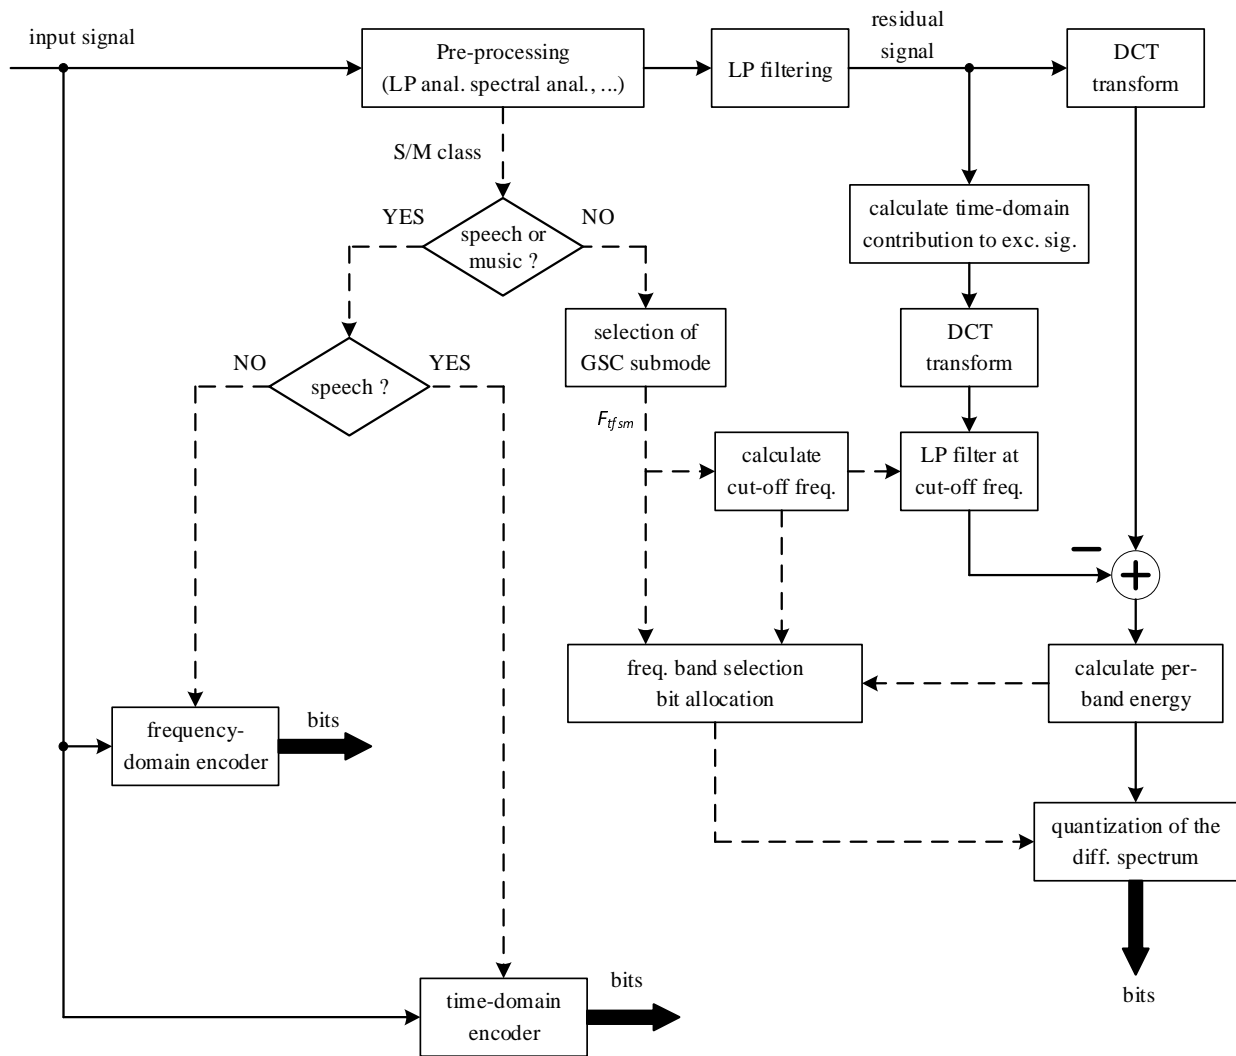 input signal
Pre-processing
(LP anal. spectral anal., ...)
LP filtering
residual
signal
DCT
transform
S/M class
YES
NO
speech or
music ?
calculate time-domain
contribution to exc. sig.
selection of
GSC submode
DCT
transform
NO
YES
speech ?
Ftfsm
calculate
cut-off freq.
LP filter at
cut-off freq.
−
+
freq. band selection
bit allocation
calculate per-
band energy
frequency-
domain encoder
bits
quantization of the
diff. spectrum
time-domain
encoder
bits
bits